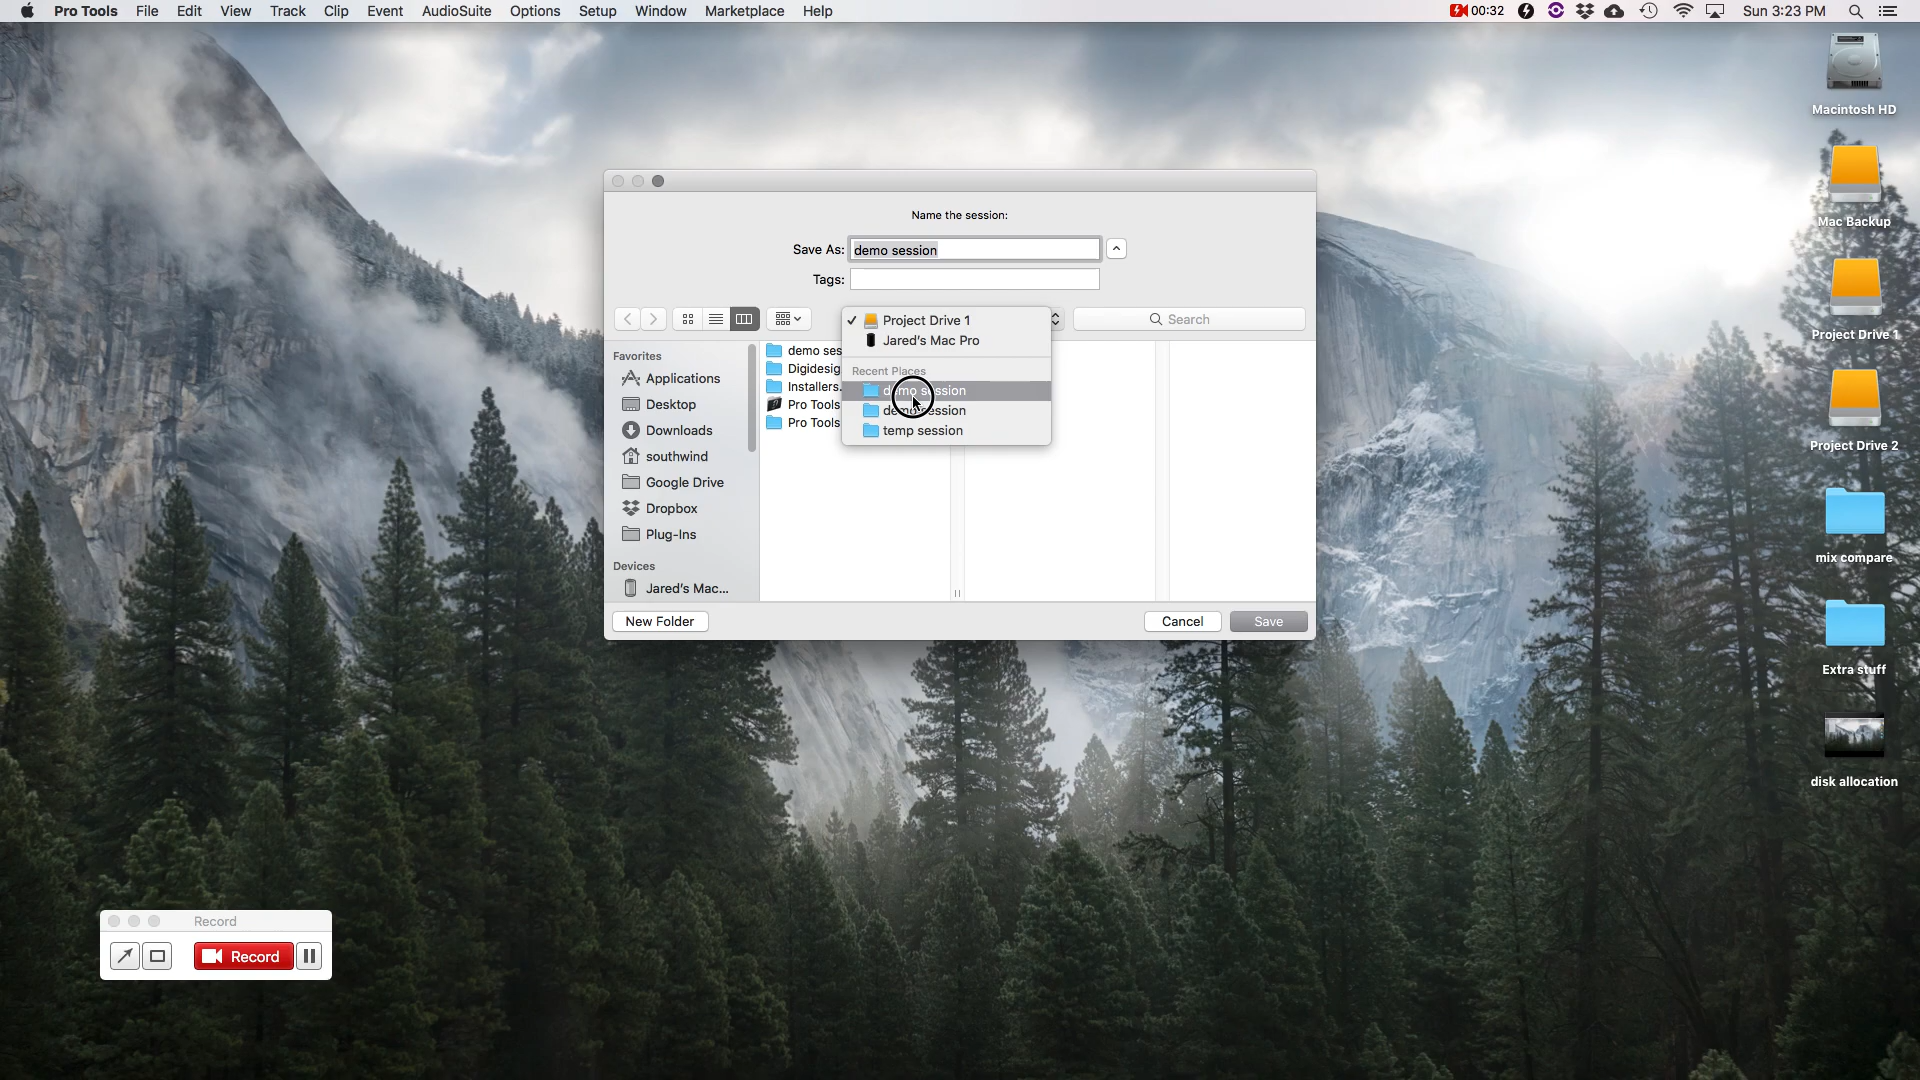 Pro Tools File Edit View Track Clip Event AudioSuite Options Setup Window Marketplace Help 00:32 Sun 3:23 PM
Macintosh HD
Mac Backup
Project Drive 1
Project Drive 2
mix compare
Extra stuff
disk allocation
Name the session:
Save As: demo session
Tags:
Search
Project Drive 1
Jared's Mac Pro
Recent Places
demo session
demo session
temp session
Favorites
Applications
Desktop
Downloads
southwind
Google Drive
Dropbox
Plug-Ins
Devices
Jared's Mac...
demo ses
Digidesig
Installers.
Pro Tools
Pro Tools
New Folder
Cancel
Save
Record
Record